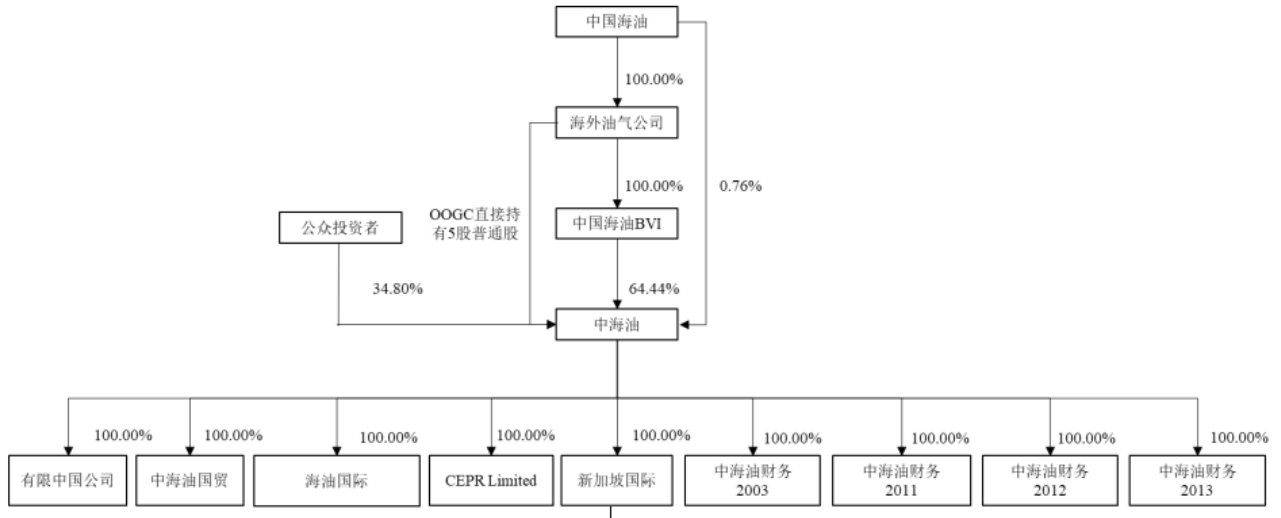 中国海油
100.00%
海外油气公司
100.00%
0.76%
OOGC直接持
有5股普通股
公众投资者
中国海油BVI
34.80%
64.44%
中海油
100.00%
100.00%
100.00%
100.00%
100.00%
100.00%
100.00%
100.00%
100.00%
有限中国公司
中海油国贸
海油国际
CEPR Limited
新加坡国际
中海油财务
2003
中海油财务
2011
中海油财务
2012
中海油财务
2013